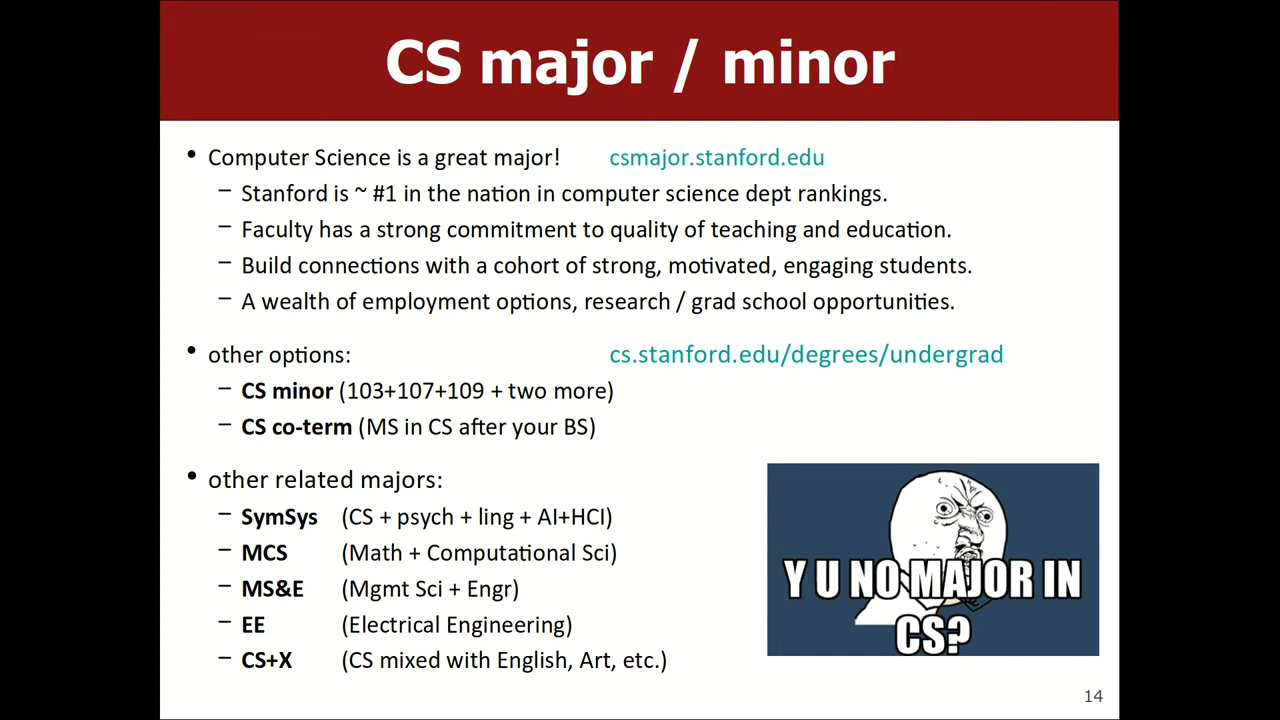 CS major / minor
• Computer Science is a great major! csmajor.stanford.edu
– Stanford is ~ #1 in the nation in computer science dept rankings.
– Faculty has a strong commitment to quality of teaching and education.
– Build connections with a cohort of strong, motivated, engaging students.
– A wealth of employment options, research / grad school opportunities.
• other options: cs.stanford.edu/degrees/undergrad
– CS minor (103+107+109 + two more)
– CS co-term (MS in CS after your BS)
• other related majors:
– SymSys (CS + psych + ling + AI+HCI)
– MCS (Math + Computational Sci)
– MS&E (Mgmt Sci + Engr)
– EE (Electrical Engineering)
– CS+X (CS mixed with English, Art, etc.)
Y U NO MAJOR IN
CS?
14